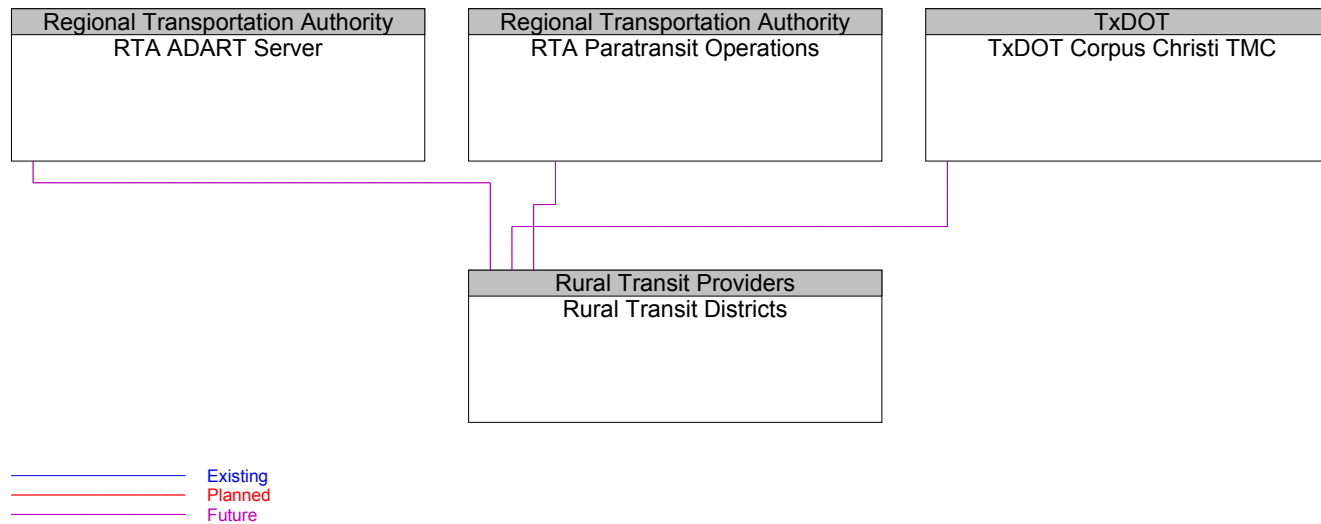 Regional Transportation Authority
RTA ADART Server
Regional Transportation Authority
RTA Paratransit Operations
TxDOT
TxDOT Corpus Christi TMC
Rural Transit Providers
Rural Transit Districts
Existing
Planned
Future